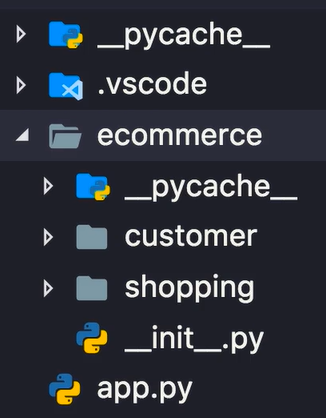 __pycache__
.vscode
ecommerce
__pycache__
customer
shopping
__init__.py
app.py